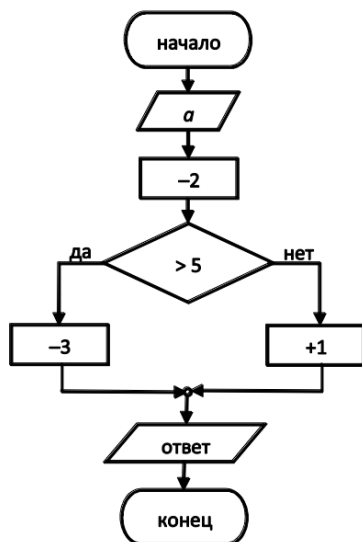 начало
a
–2
да
> 5
нет
–3
+1
ответ
конец